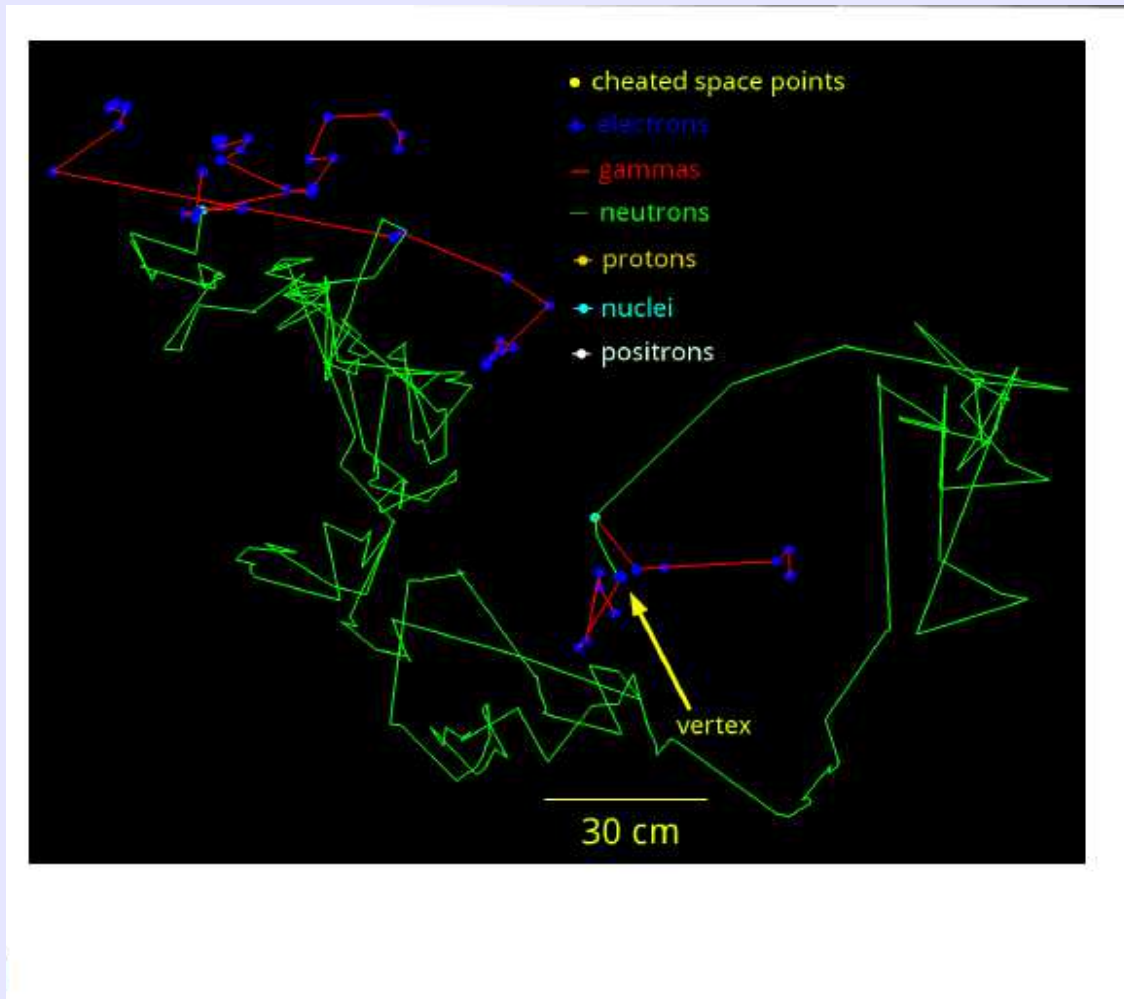 cheated space points
electrons
gammas
neutrons
protons
nuclei
positrons
vertex
30 cm